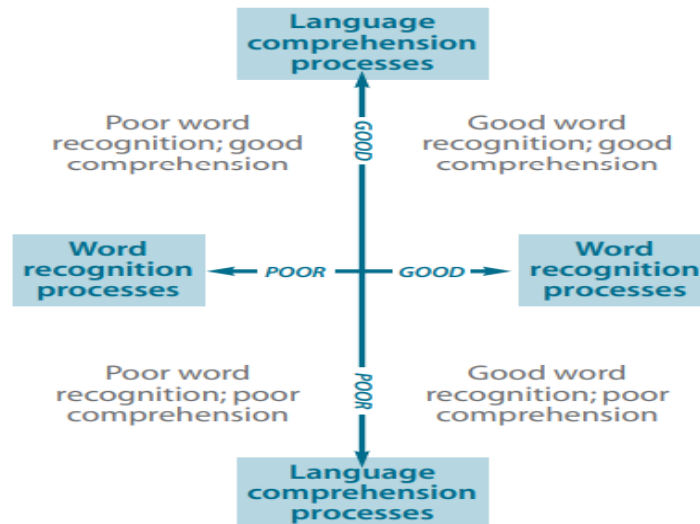 Language
comprehension
processes
GOOD
Poor word
recognition; good
comprehension
Good word
recognition; good
comprehension
Word
recognition
processes
POOR
GOOD
Word
recognition
processes
Poor word
recognition; poor
comprehension
POOR
Good word
recognition; poor
comprehension
Language
comprehension
processes